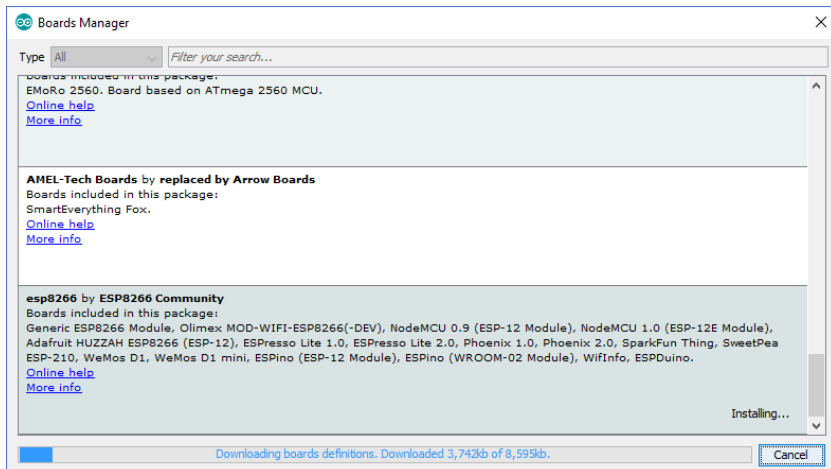 Boards Manager
Type All Filter your search...
Boards included in this package:
EMoRo 2560. Board based on ATmega 2560 MCU.
Online help
More info
AMEL-Tech Boards by replaced by Arrow Boards
Boards included in this package:
SmartEverything Fox.
Online help
More info
esp8266 by ESP8266 Community
Boards included in this package:
Generic ESP8266 Module, Olimex MOD-WIFI-ESP8266(-DEV), NodeMCU 0.9 (ESP-12 Module), NodeMCU 1.0 (ESP-12E Module),
Adafruit HUZZAH ESP8266 (ESP-12), ESPresso Lite 1.0, ESPresso Lite 2.0, Phoenix 1.0, Phoenix 2.0, SparkFun Thing, SweetPea
ESP-210, WeMos D1, WeMos D1 mini, ESPino (ESP-12 Module), ESPino (WROOM-02 Module), WifInfo, ESPDuino.
Online help
More info
Installing...
Downloading boards definitions. Downloaded 3,742kb of 8,595kb.
Cancel